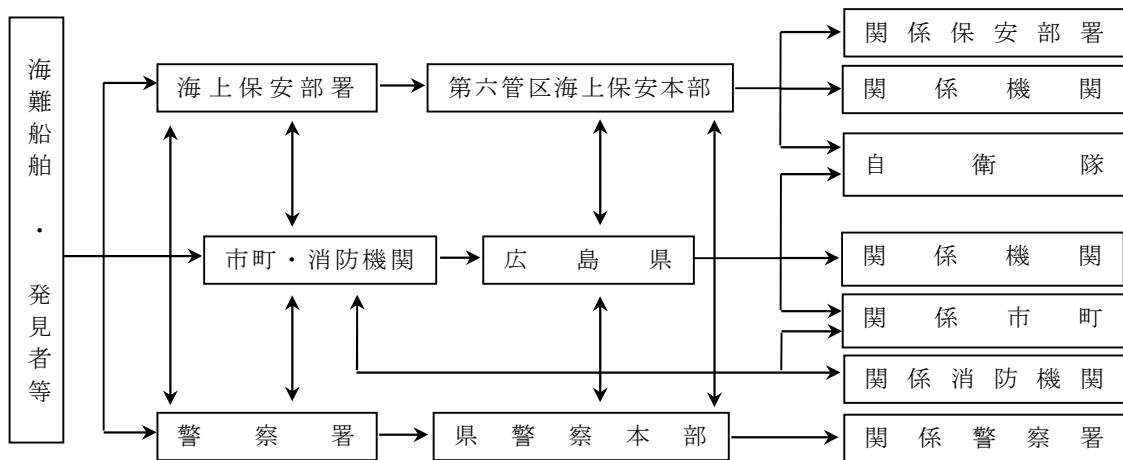 海難船舶・発見者等
海上保安部署
第六管区海上保安本部
関係保安部署
関係機関
自衛隊
市町・消防機関
広島県
関係機関
関係市町
関係消防機関
警察署
県警察本部
関係警察署